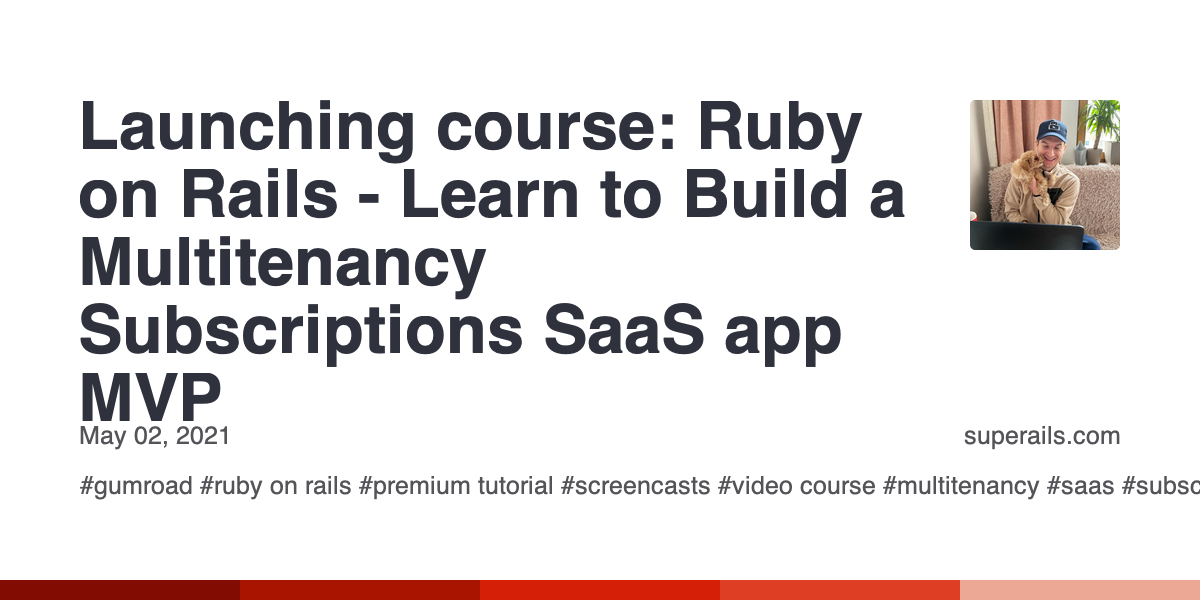 Launching course: Ruby
on Rails - Learn to Build a
Multitenancy
Subscriptions SaaS app
MVP
May 02, 2021
superails.com
#gumroad #ruby on rails #premium tutorial #screencasts #video course #multitenancy #saas